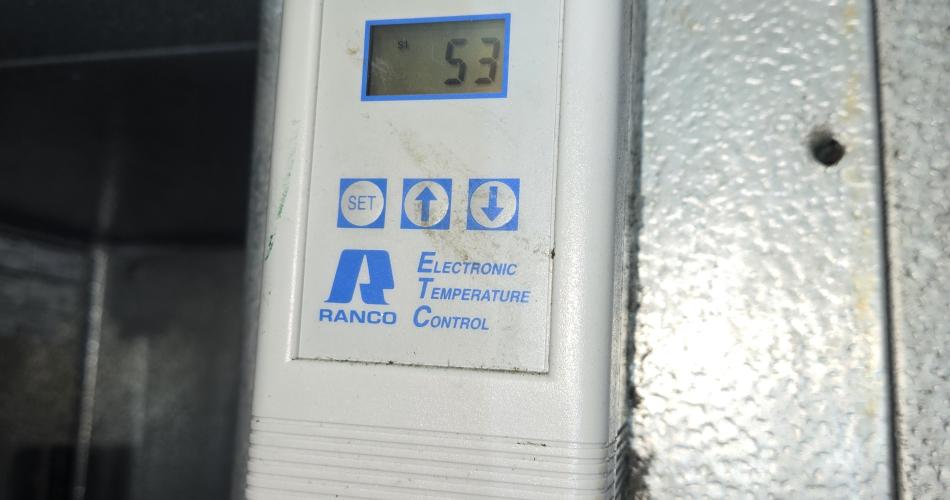 S1 53
SET
ELECTRONIC
TEMPERATURE
RANCO CONTROL